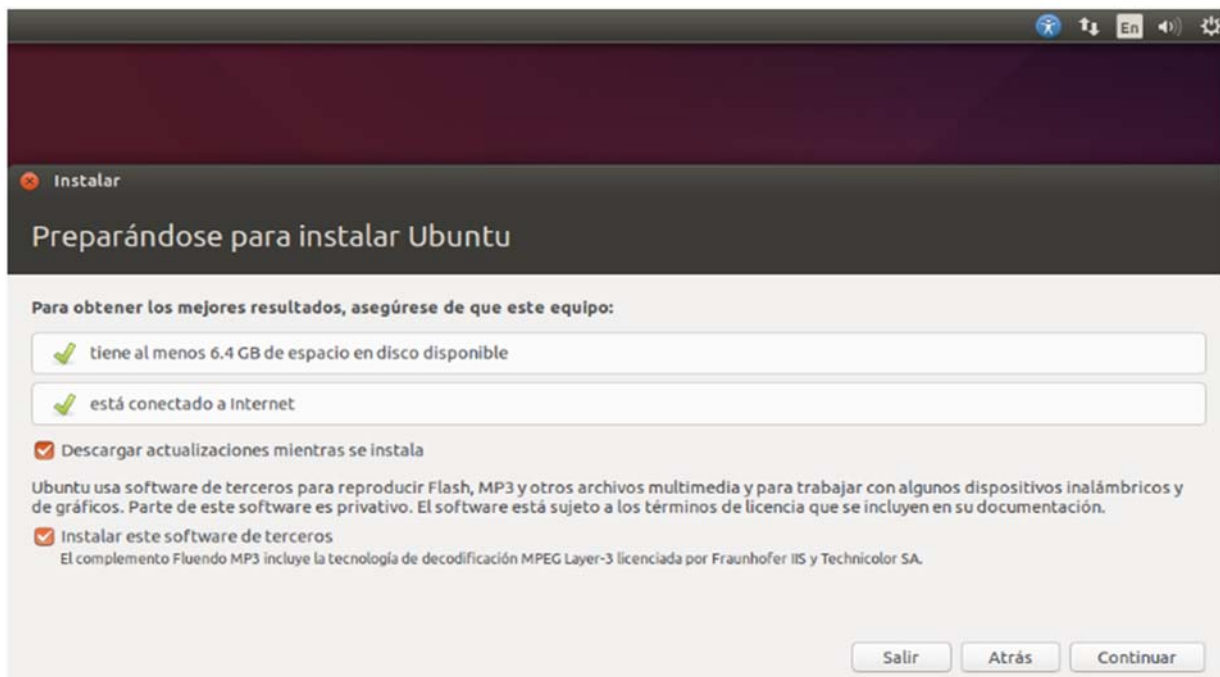 En
Instalar
Preparándose para instalar Ubuntu
Para obtener los mejores resultados, asegúrese de que este equipo:
tiene al menos 6.4 GB de espacio en disco disponible
está conectado a Internet
Descargar actualizaciones mientras se instala
Ubuntu usa software de terceros para reproducir Flash, MP3 y otros archivos multimedia y para trabajar con algunos dispositivos inalámbricos y
de gráficos. Parte de este software es privativo. El software está sujeto a los términos de licencia que se incluyen en su documentación.
Instalar este software de terceros
El complemento Fluendo MP3 incluye la tecnología de decodificación MPEG Layer-3 licenciada por Fraunhofer IIS y Technicolor SA.
Salir Atrás Continuar